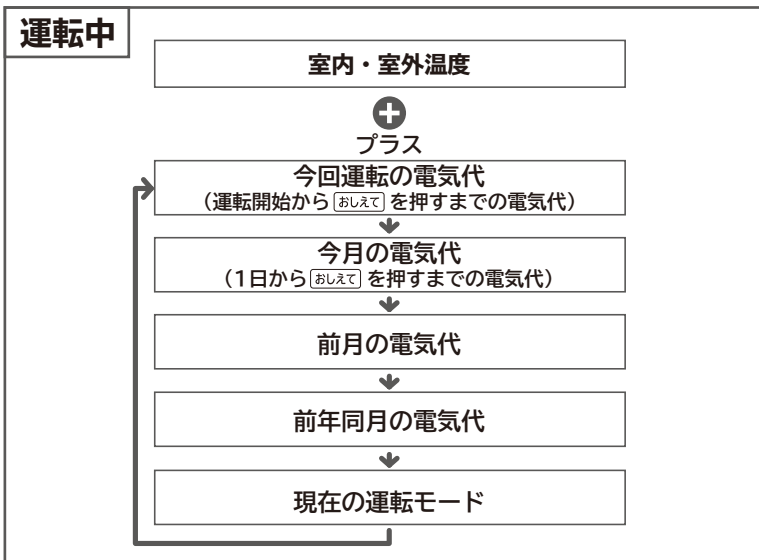 運転中
室内・室外温度
プラス
今回運転の電気代
（運転開始から おしえて を押すまでの電気代）
今月の電気代
（1日から おしえて を押すまでの電気代）
前月の電気代
前年同月の電気代
現在の運転モード